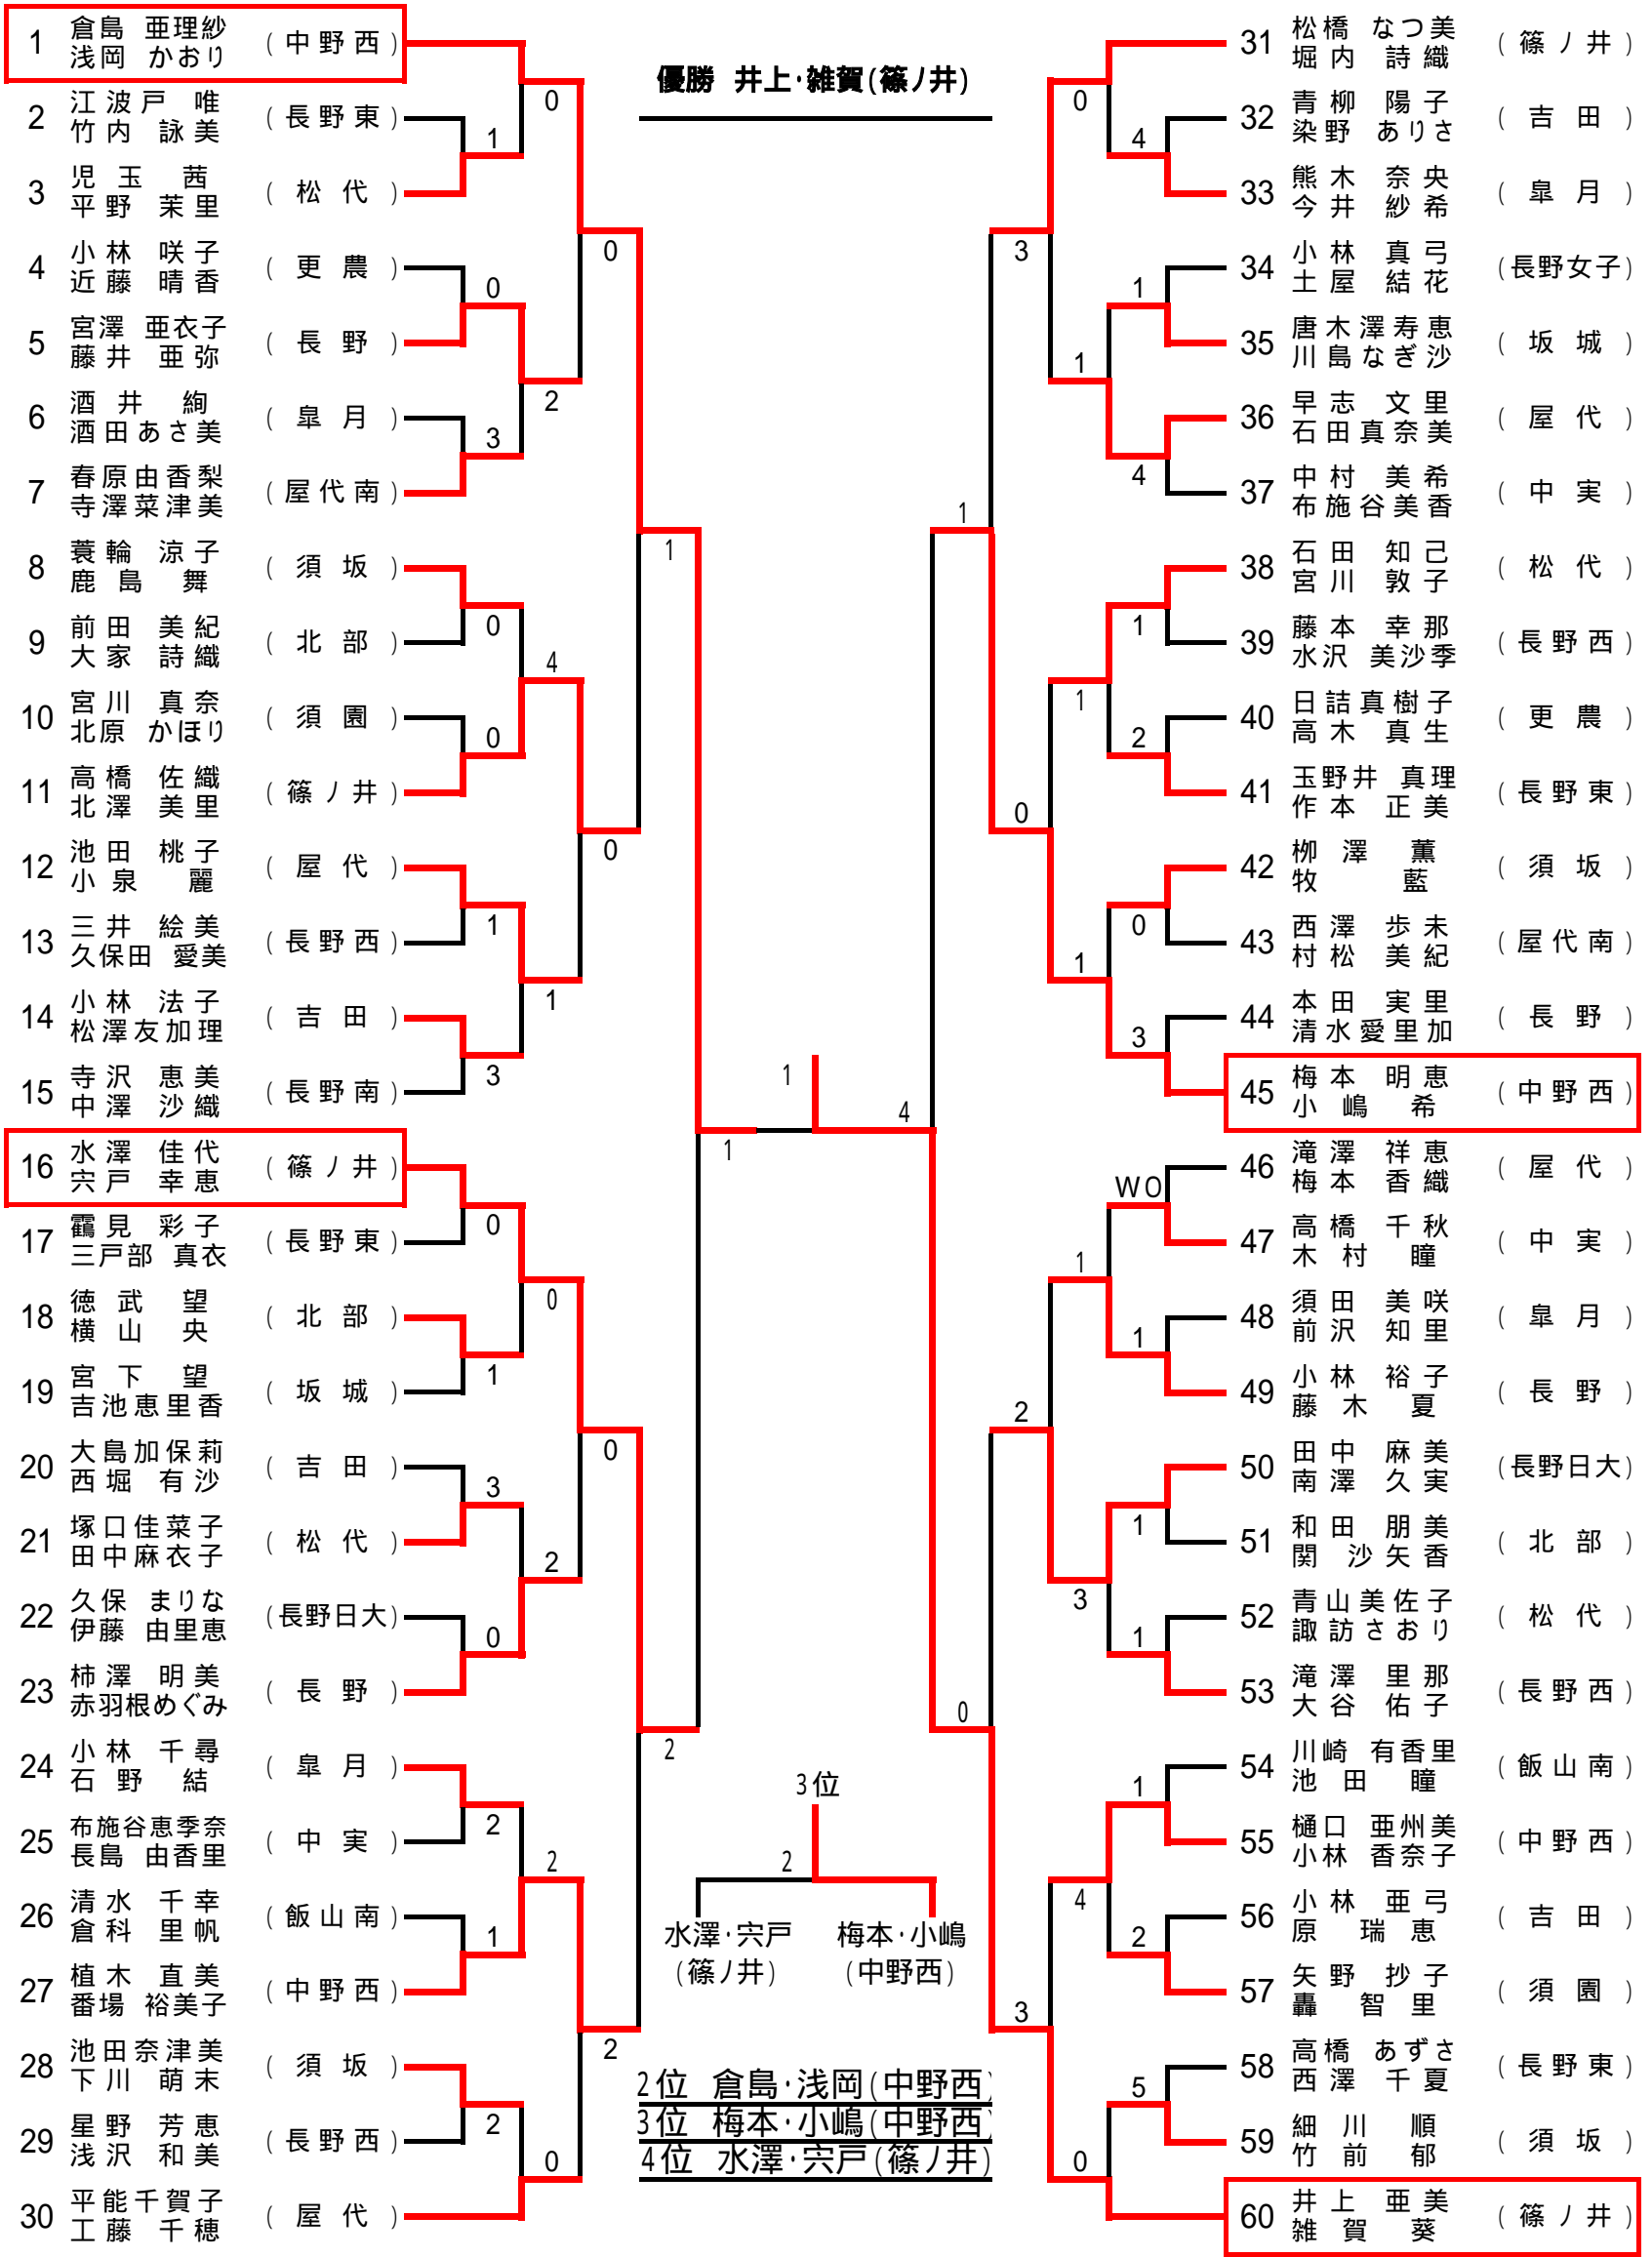 優勝 井上・雑賀(篠ノ井)
1 倉島 亜理紗 (中野西)
浅岡 かおり
0
2 江波戸 唯 (長野東)
竹内 詠美
1
3 児玉 茜 (松代)
平野 茉里
0
4 小林 咲子 (更農)
近藤 晴香
0
5 宮澤 亜衣子 (長野)
藤井 亜弥
2
6 酒井 絢 (皐月)
酒田あさ美
3
7 春原由香梨 (屋代南)
寺澤菜津美
1
8 蓑輪 涼子 (須坂)
鹿島 舞
0
9 前田 美紀 (北部)
大家 詩織
4
10 宮川 真奈 (須園)
北原 かほり
0
11 高橋 佐織 (篠ノ井)
北澤 美里
0
12 池田 桃子 (屋代)
小泉 麗
1
13 三井 絵美 (長野西)
久保田 愛美
1
14 小林 法子 (吉田)
松澤友加理
3
15 寺沢 恵美 (長野南)
中澤 沙織
1
16 水澤 佳代 (篠ノ井)
宍戸 幸恵
0
17 靍見 彩子 (長野東)
三戸部 真衣
0
18 徳武 望 (北部)
横山 央
1
19 宮下 望 (坂城)
吉池恵里香
0
20 大島加保莉 (吉田)
西堀 有沙
3
21 塚口佳菜子 (松代)
田中麻衣子
2
22 久保 まりな (長野日大)
伊藤 由里恵
0
23 柿澤 明美 (長野)
赤羽根めぐみ
2
24 小林 千尋 (皐月)
石野 結
2
25 布施谷恵季奈 (中実)
長島 由香里
2
26 清水 千幸 (飯山南)
倉科 里帆
1
27 植木 直美 (中野西)
番場 裕美子
2
28 池田奈津美 (須坂)
下川 萌末
2
29 星野 芳恵 (長野西)
浅沢 和美
0
30 平能千賀子 (屋代)
工藤 千穂
1
4
3位
2
水澤・宍戸 梅本・小嶋
(篠ノ井) (中野西)
2位 倉島・浅岡(中野西)
3位 梅本・小嶋(中野西)
4位 水澤・宍戸(篠ノ井)
31 松橋 なつ美 (篠ノ井)
堀内 詩織
0
32 青柳 陽子 (吉田)
染野 ありさ
4
33 熊木 奈央 (皐月)
今井 紗希
3
34 小林 真弓 (長野女子)
土屋 結花
1
35 唐木澤寿恵 (坂城)
川島なぎ沙
1
36 早志 文里 (屋代)
石田真奈美
4
37 中村 美希 (中実)
布施谷美香
1
38 石田 知己 (松代)
宮川 敦子
1
39 藤本 幸那 (長野西)
水沢 美沙季
1
40 日詰真樹子 (更農)
高木 真生
2
41 玉野井 真理 (長野東)
作本 正美
0
42 栁澤 薫 (須坂)
牧 藍
0
43 西澤 歩未 (屋代南)
村松 美紀
1
44 本田 実里 (長野)
清水愛里加
3
45 梅本 明恵 (中野西)
小嶋 希
46 滝澤 祥恵 (屋代)
梅本 香織
WO
47 高橋 千秋 (中実)
木村 瞳
1
48 須田 美咲 (皐月)
前沢 知里
1
49 小林 裕子 (長野)
藤木 夏
2
50 田中 麻美 (長野日大)
南澤 久実
1
51 和田 朋美 (北部)
関 沙矢香
3
52 青山美佐子 (松代)
諏訪さおり
1
53 滝澤 里那 (長野西)
大谷 佑子
0
54 川崎 有香里 (飯山南)
池田 瞳
1
55 樋口 亜州美 (中野西)
小林 香奈子
4
56 小林 亜弓 (吉田)
原 瑞恵
2
57 矢野 抄子 (須園)
轟 智里
3
58 高橋 あずさ (長野東)
西澤 千夏
5
59 細川 順 (須坂)
竹前 郁
0
60 井上 亜美 (篠ノ井)
雑賀 葵